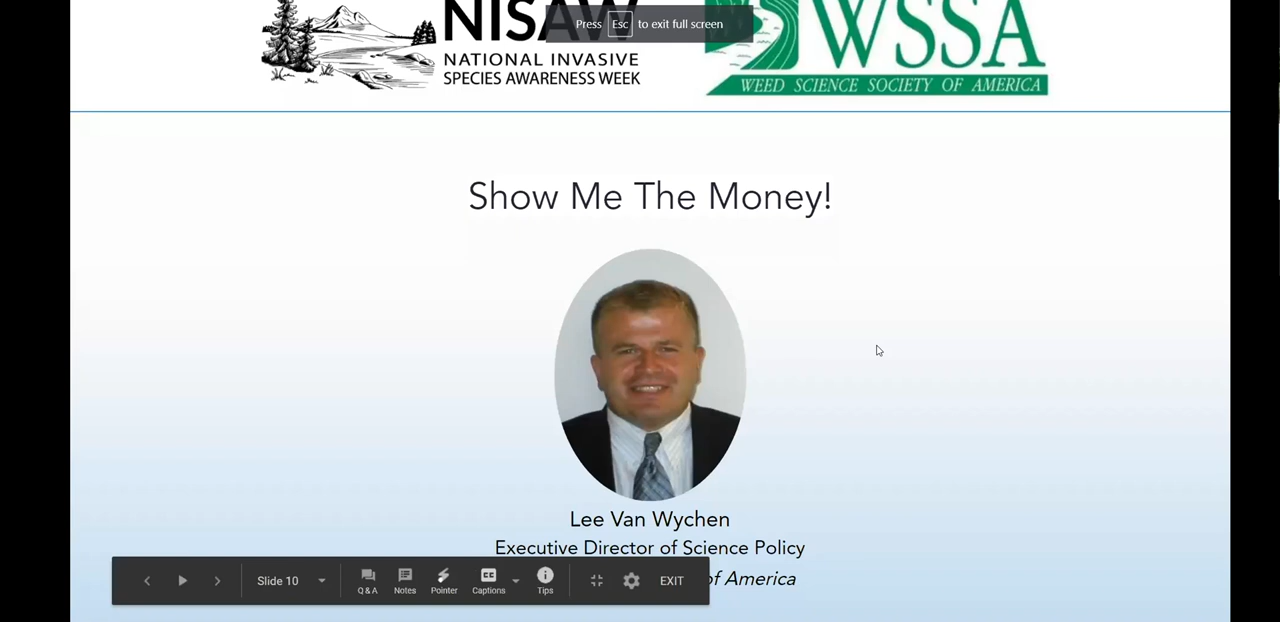 NISAW
Press Esc to exit full screen
WSSA
NATIONAL INVASIVE
SPECIES AWARENESS WEEK
WEED SCIENCE SOCIETY OF AMERICA
Show Me The Money!
Lee Van Wychen
Executive Director of Science Policy
of America
Slide 10
Q & A
Notes
Pointer
CC
Captions
Tips
EXIT